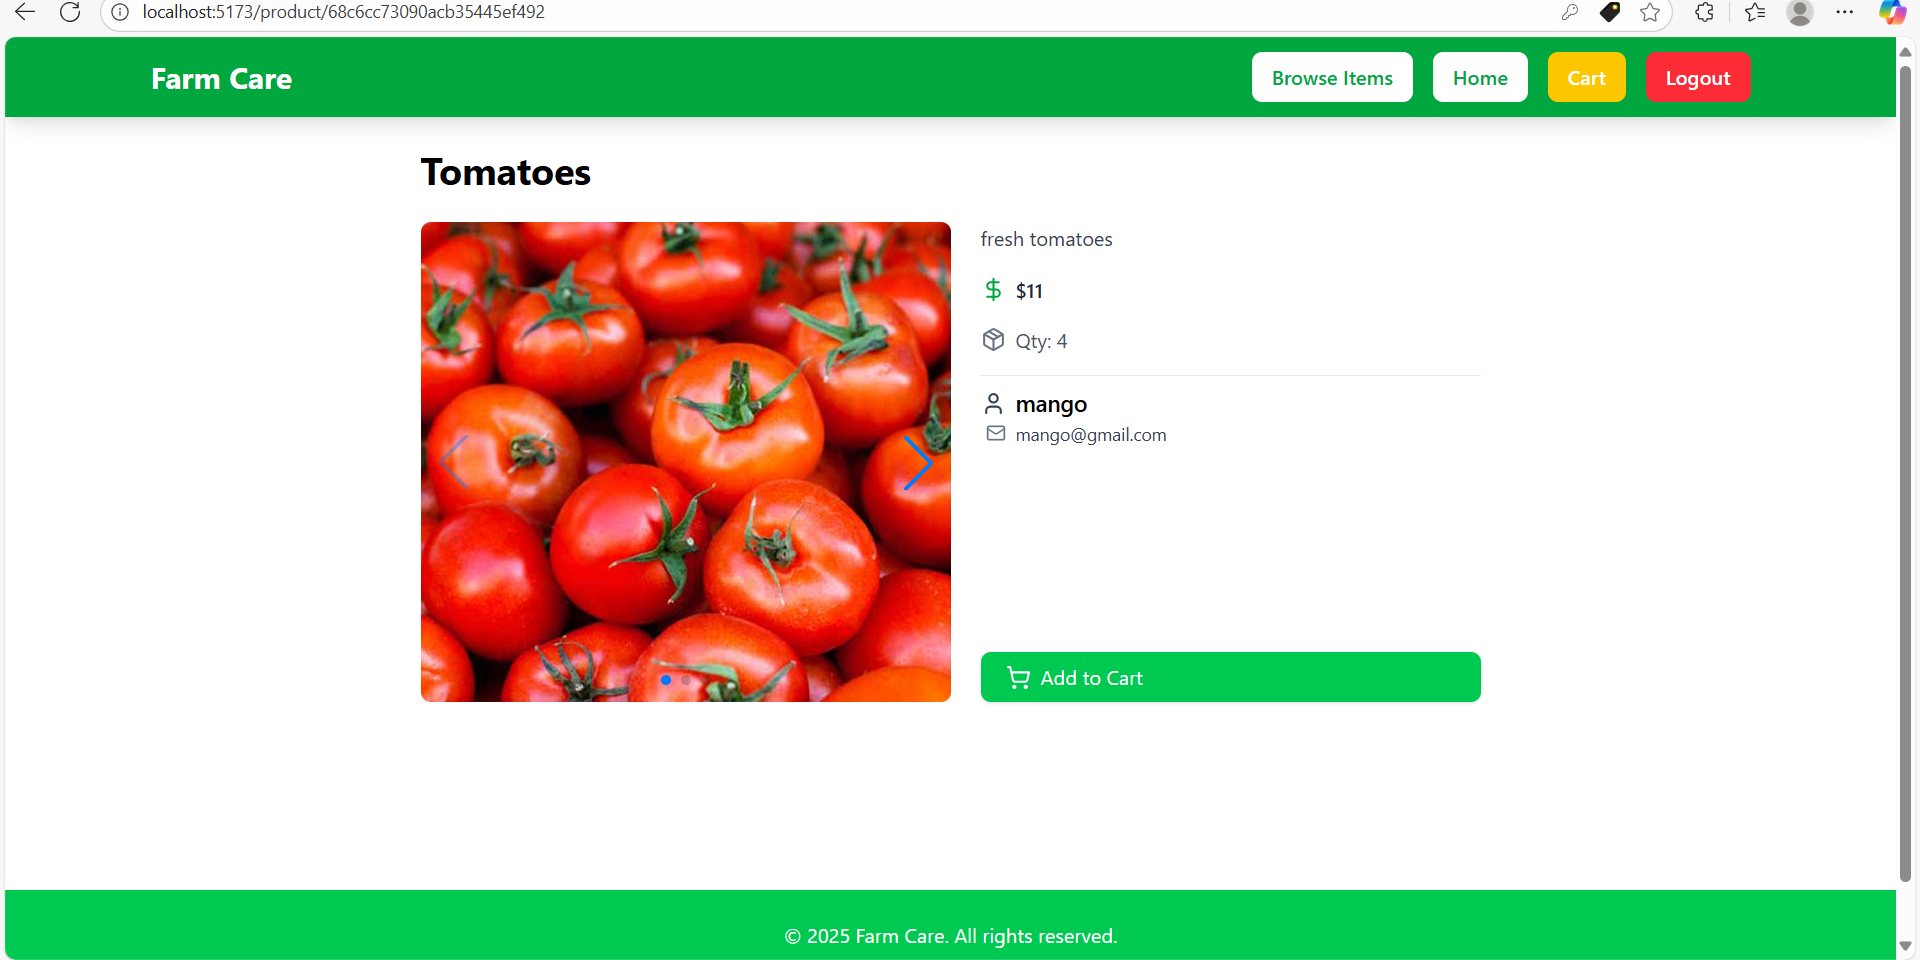 localhost:5173/product/68c6cc73090acb35445ef492
Farm Care
Browse Items
Home
Cart
Logout
Tomatoes
fresh tomatoes
$11
Qty: 4
mango
mango@gmail.com
Add to Cart
© 2025 Farm Care. All rights reserved.